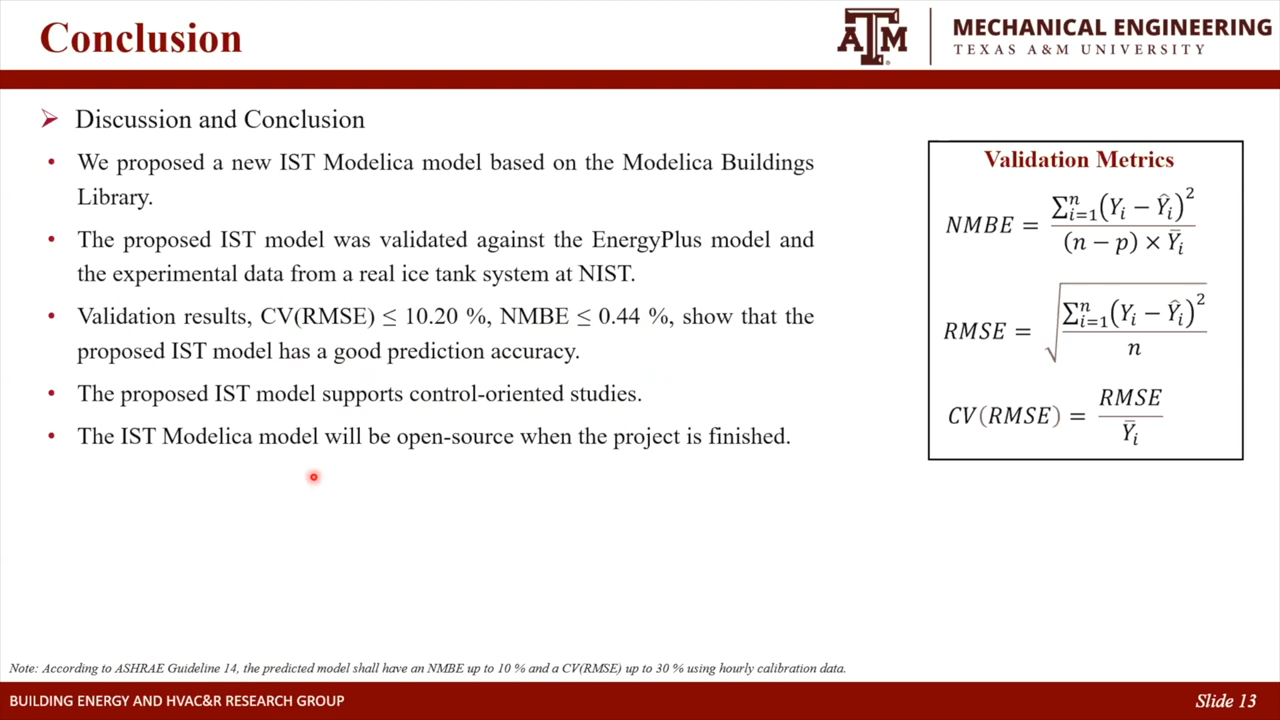 Conclusion
ATM
MECHANICAL ENGINEERING
TEXAS A&M UNIVERSITY
➢ Discussion and Conclusion
• We proposed a new IST Modelica model based on the Modelica Buildings
Library.
• The proposed IST model was validated against the EnergyPlus model and
the experimental data from a real ice tank system at NIST.
• Validation results, CV(RMSE) ≤ 10.20 %, NMBE ≤ 0.44 %, show that the
proposed IST model has a good prediction accuracy.
• The proposed IST model supports control-oriented studies.
• The IST Modelica model will be open-source when the project is finished.
Validation Metrics
NMBE = ∑ᵢ₌₁ⁿ(Yᵢ − Ŷᵢ)² / (n − p) × Ȳᵢ
RMSE = √(∑ᵢ₌₁ⁿ(Yᵢ − Ŷᵢ)² / n)
CV(RMSE) = RMSE / Ȳᵢ
Note: According to ASHRAE Guideline 14, the predicted model shall have an NMBE up to 10 % and a CV(RMSE) up to 30 % using hourly calibration data.
BUILDING ENERGY AND HVAC&R RESEARCH GROUP
Slide 13